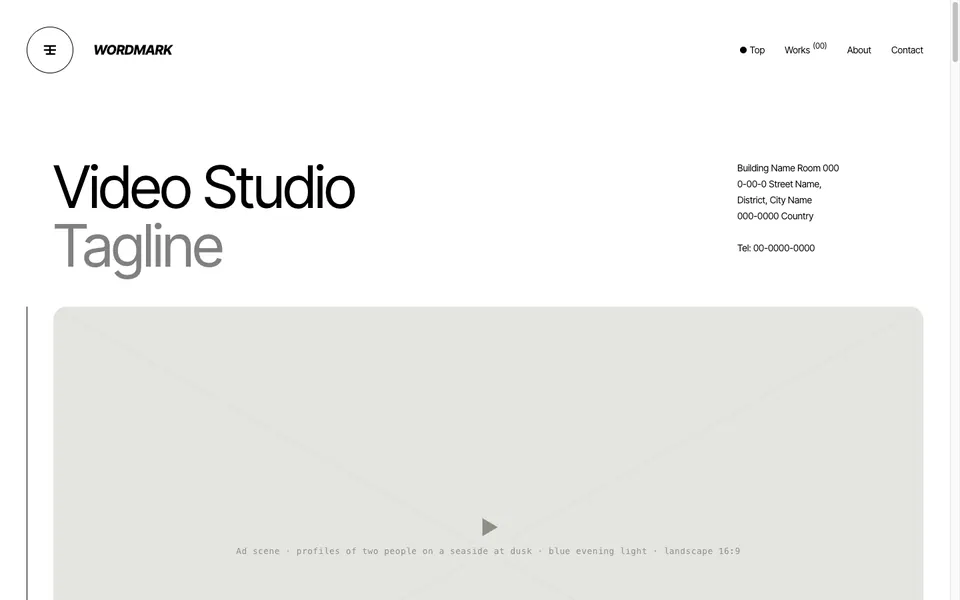 WORDMARK
Top
Works (00)
About
Contact
Video Studio
Tagline
Building Name Room 000
0-00-0 Street Name,
District, City Name
000-0000 Country
Tel: 00-0000-0000
Ad scene · profiles of two people on a seaside at dusk · blue evening light · landscape 16:9